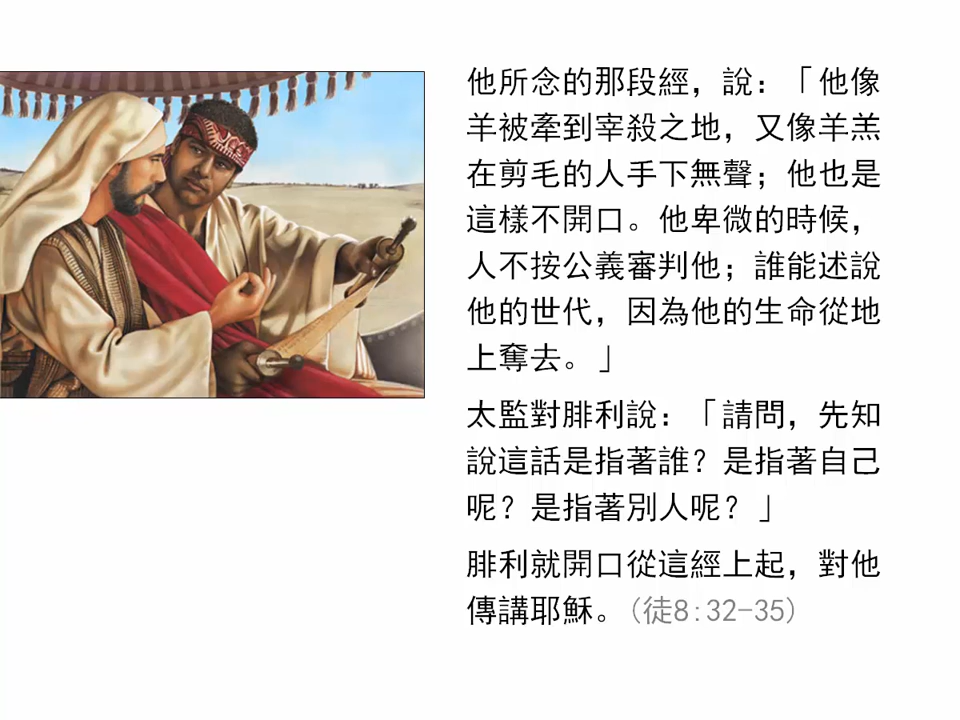 他所念的那段經，說：「他像
羊被牽到宰殺之地，又像羊羔
在剪毛的人手下無聲；他也是
這樣不開口。他卑微的時候，
人不按公義審判他；誰能述說
他的世代，因為他的生命從地
上奪去。」
太監對腓利說：「請問，先知
說這話是指著誰？是指著自己
呢？是指著別人呢？」
腓利就開口從這經上起，對他
傳講耶穌。(徒8:32-35)